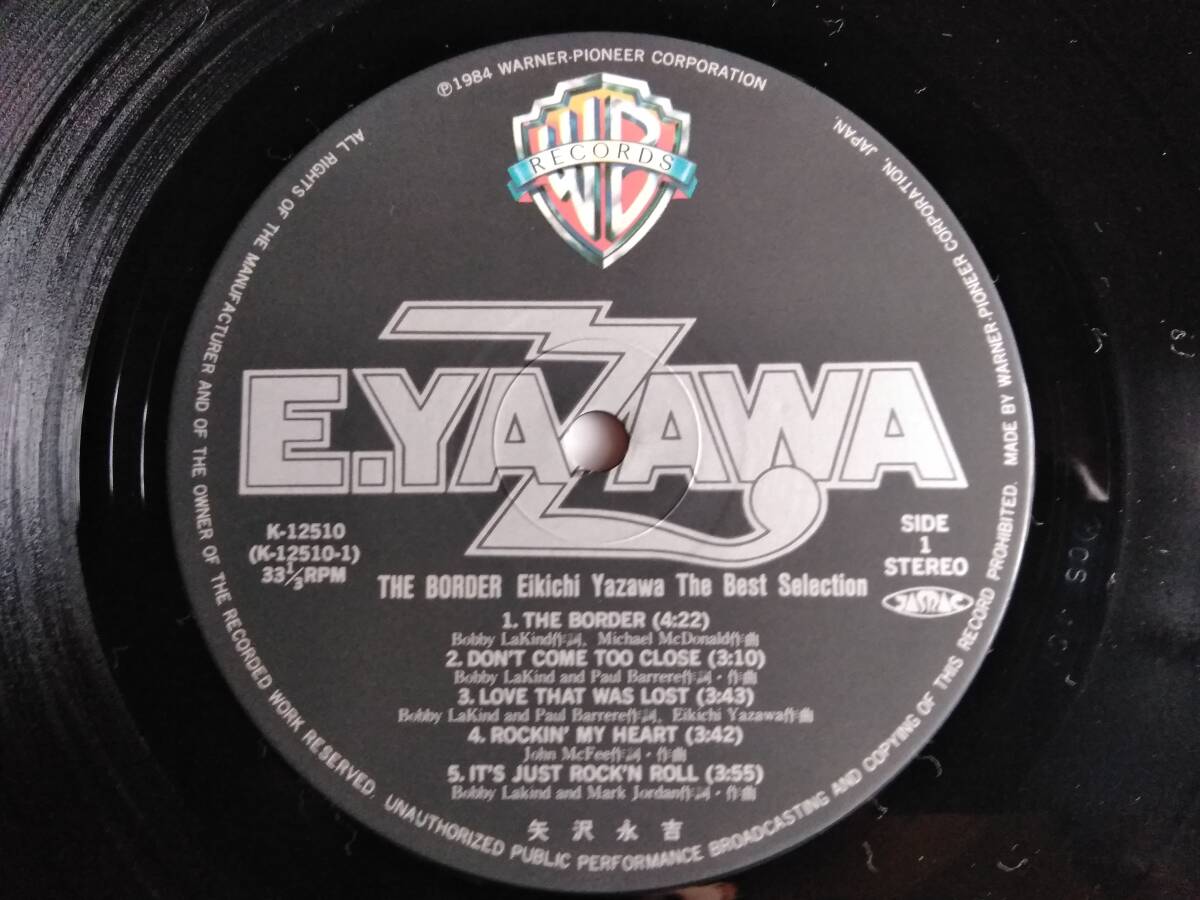 ℗1984 WARNER-PIONEER CORPORATION
WB
RECORDS
E.YAZAWA
K-12510
(K-12510-1)
33 1/3 RPM
SIDE
1
STEREO
JASRAC
THE BORDER Eikichi Yazawa The Best Selection
1. THE BORDER (4:22)
Bobby LaKind作詞、Michael McDonald作曲
2. DON'T COME TOO CLOSE (3:10)
Bobby LaKind and Paul Barrere作詞・作曲
3. LOVE THAT WAS LOST (3:43)
Bobby LaKind and Paul Barrere作詞、Eikichi Yazawa作曲
4. ROCKIN' MY HEART (3:42)
John McFee作詞・作曲
5. IT'S JUST ROCK'N ROLL (3:55)
Bobby Lakind and Mark Jordan作詞・作曲
矢沢永吉
ALL RIGHTS OF THE MANUFACTURER AND OF THE OWNER OF THE RECORDED WORK RESERVED. UNAUTHORIZED PUBLIC PERFORMANCE BROADCASTING AND COPYING OF THIS RECORD PROHIBITED. MADE BY WARNER-PIONEER CORPORATION, JAPAN.